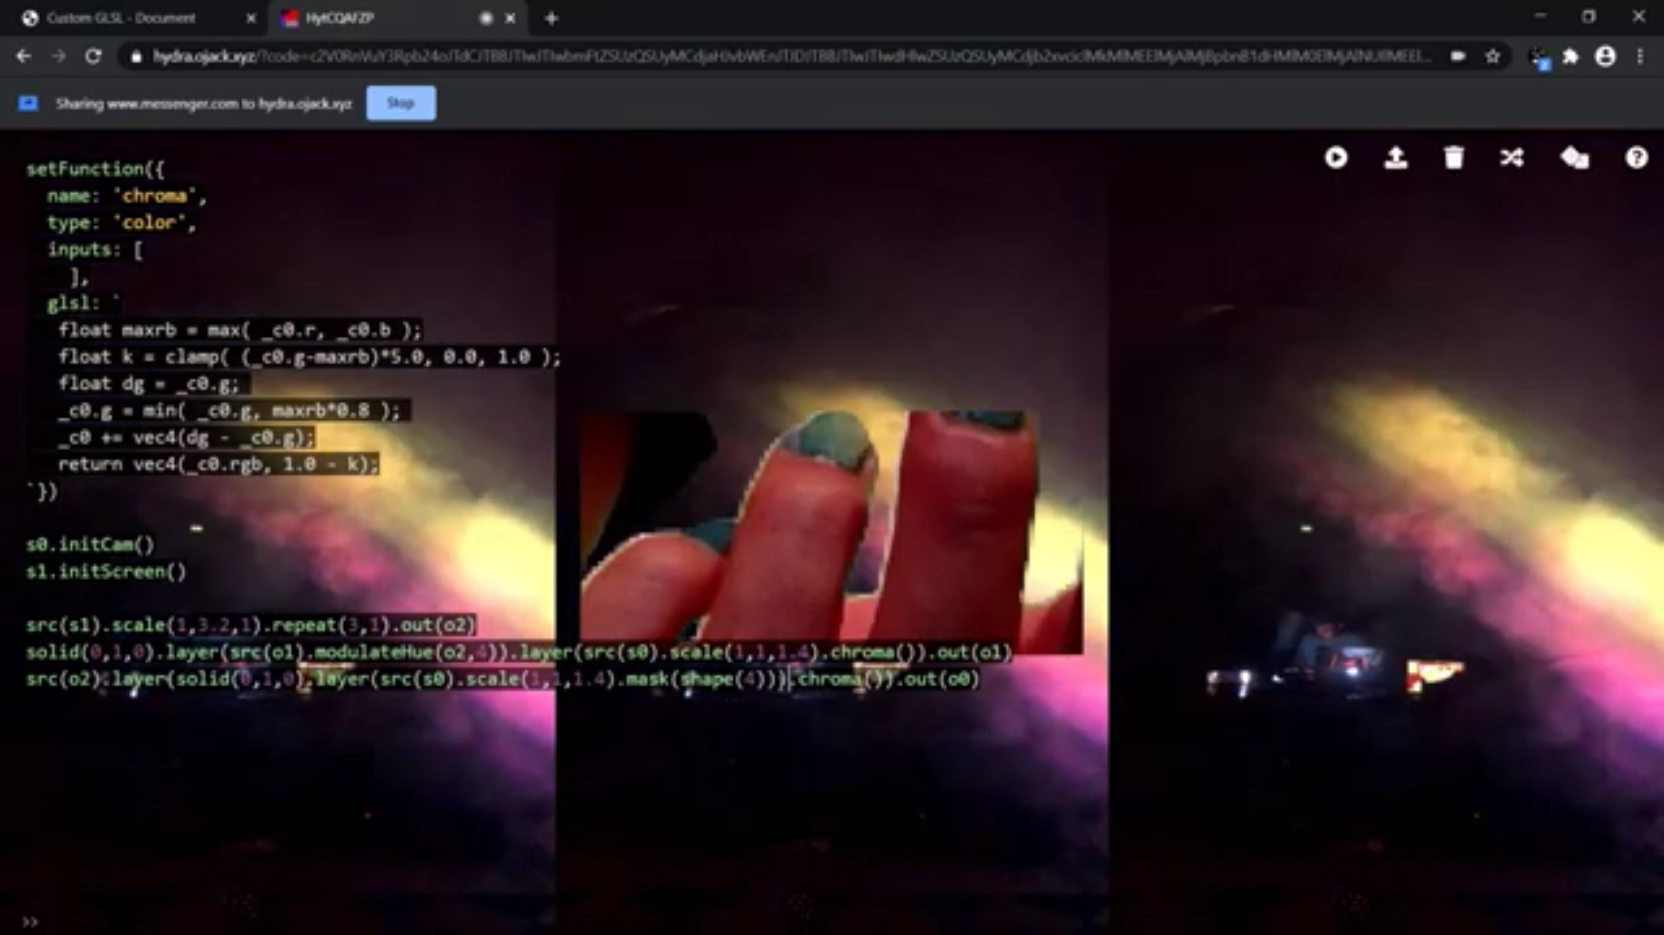 Custom GLSL - Document
HytCQAFZP
hydra.ojack.xyz/?code=
Sharing www.messenger.com to hydra.ojack.xyz
Stop
setFunction({
name: 'chroma',
type: 'color',
inputs: [
],
glsl: `
float maxrb = max( _c0.r, _c0.b );
float k = clamp( (_c0.g-maxrb)*5.0, 0.0, 1.0 );
float dg = _c0.g;
_c0.g = min( _c0.g, maxrb*0.8 );
_c0 += vec4(dg - _c0.g);
return vec4(_c0.rgb, 1.0 - k);
`})
s0.initCam()
s1.initScreen()
src(s1).scale(1,3.2,1).repeat(3,1).out(o2)
solid(0,1,0).layer(src(o1).modulateHue(o2,4)).layer(src(s0).scale(1,1,1.4).chroma()).out(o1)
src(o2).layer(solid(0,1,0).layer(src(s0).scale(1,1,1.4).mask(shape(4))).chroma()).out(o0)
>>